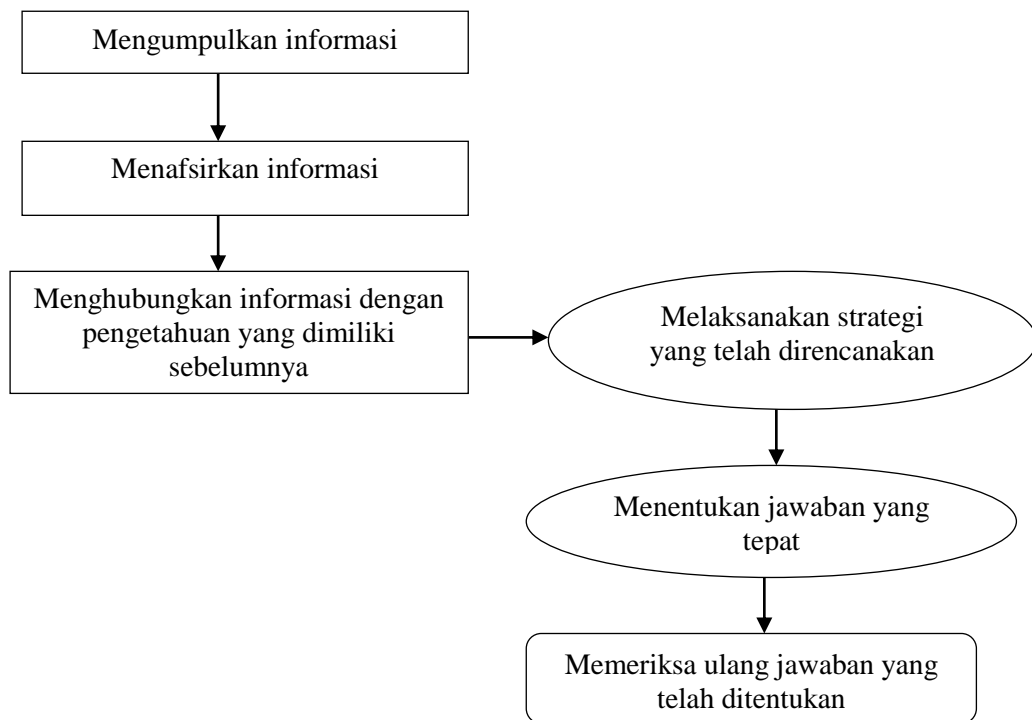 Mengumpulkan informasi
Menafsirkan informasi
Menghubungkan informasi dengan
pengetahuan yang dimiliki
sebelumnya
Melaksanakan strategi
yang telah direncanakan
Menentukan jawaban yang
tepat
Memeriksa ulang jawaban yang
telah ditentukan